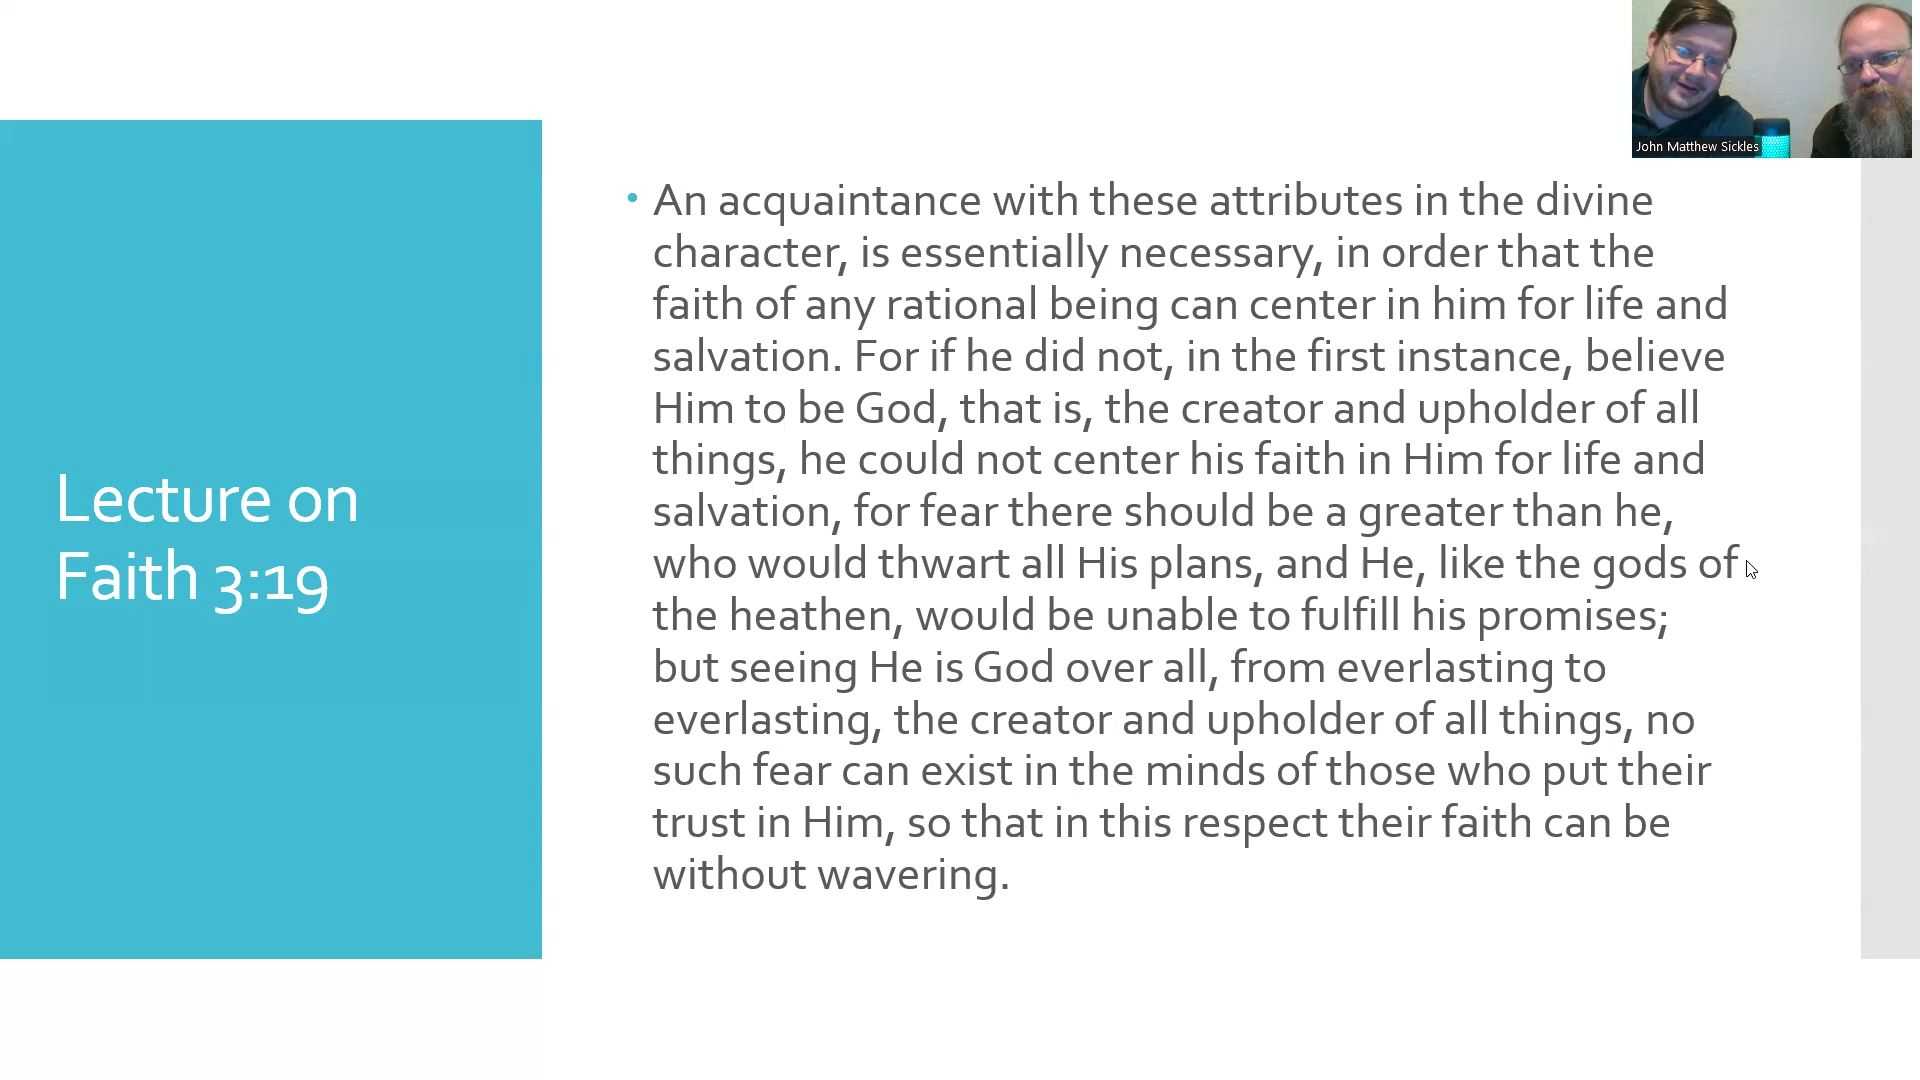 John Matthew Sickles
Lecture on
Faith 3:19
• An acquaintance with these attributes in the divine
character, is essentially necessary, in order that the
faith of any rational being can center in him for life and
salvation. For if he did not, in the first instance, believe
Him to be God, that is, the creator and upholder of all
things, he could not center his faith in Him for life and
salvation, for fear there should be a greater than he,
who would thwart all His plans, and He, like the gods of
the heathen, would be unable to fulfill his promises;
but seeing He is God over all, from everlasting to
everlasting, the creator and upholder of all things, no
such fear can exist in the minds of those who put their
trust in Him, so that in this respect their faith can be
without wavering.